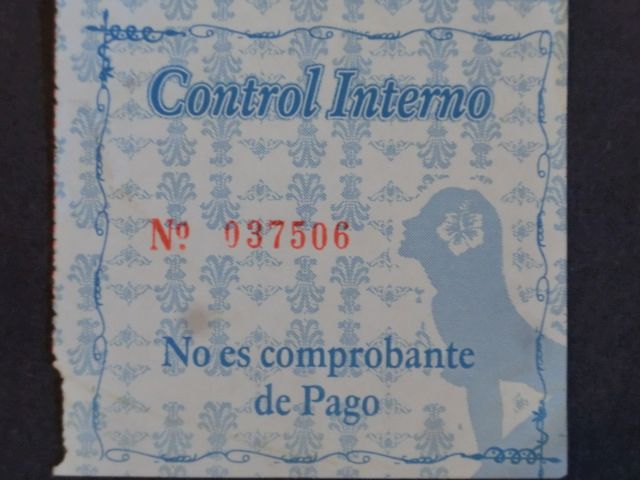 Control Interno
Nº 037506
No es comprobante
de Pago